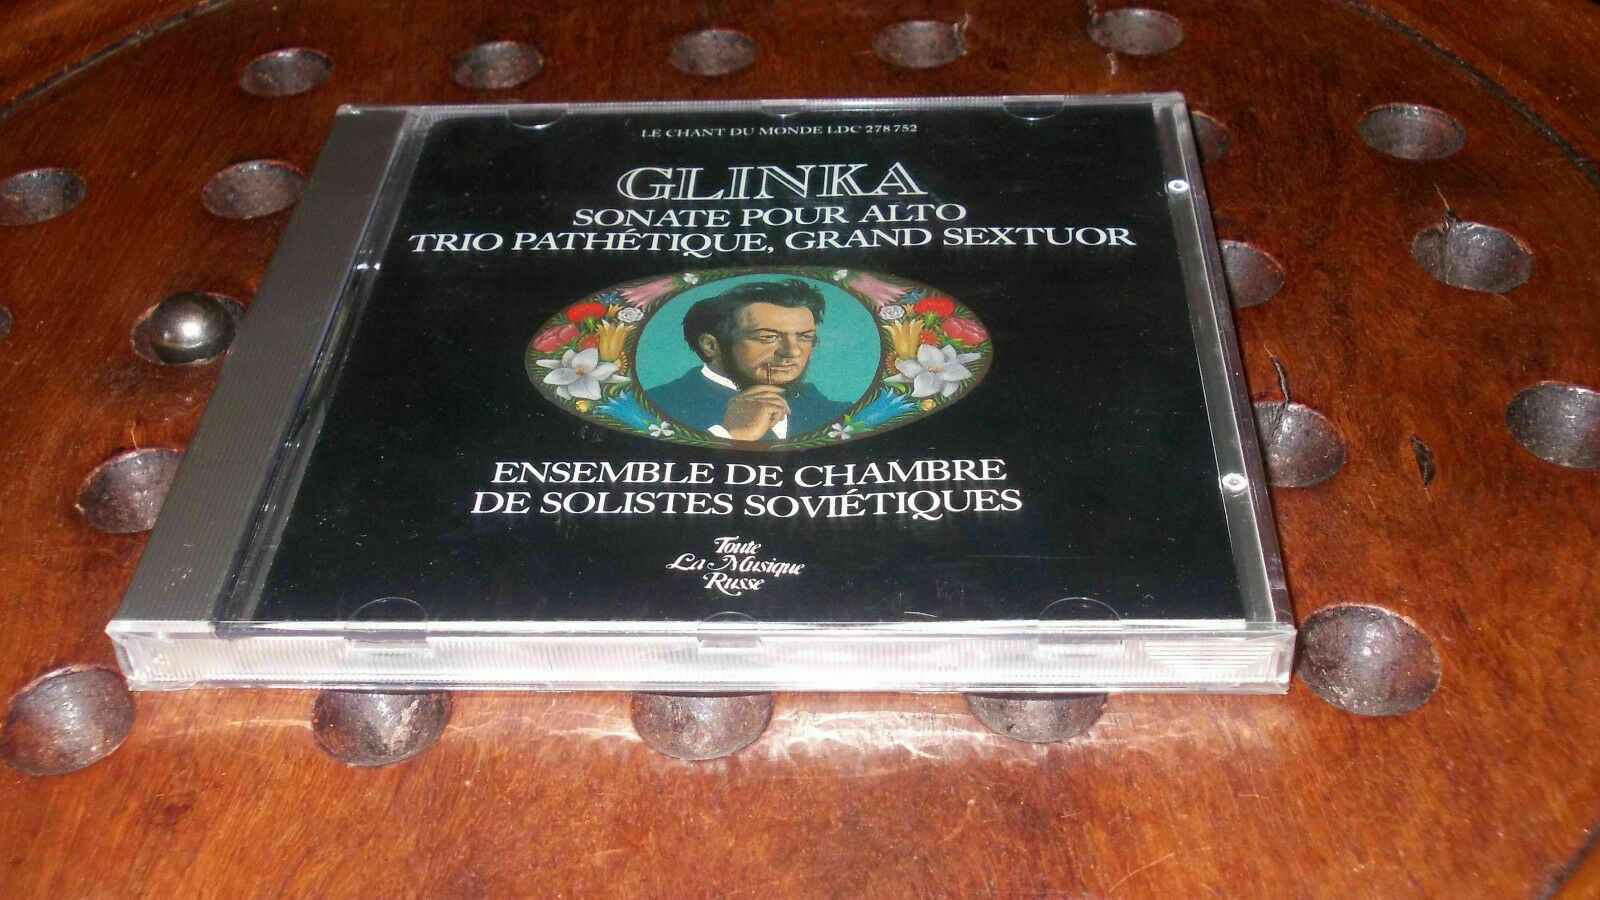 LE CHANT DU MONDE LDC 278 752
GLINKA
SONATE POUR ALTO
TRIO PATHÉTIQUE, GRAND SEXTUOR
ENSEMBLE DE CHAMBRE
DE SOLISTES SOVIÉTIQUES
Toute
La Musique
Russe